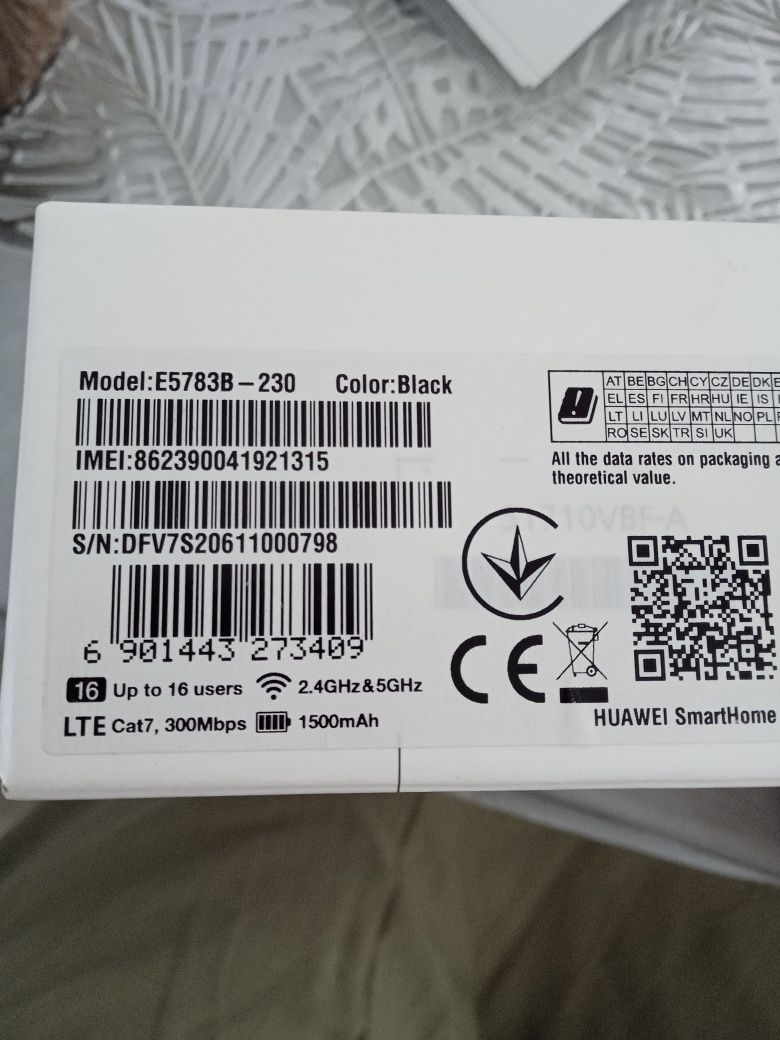 Model:E5783B-230 Color:Black
IMEI:862390041921315
S/N:DFV7S20611000798
6 901443 273409
16 Up to 16 users 2.4GHz&5GHz
LTE Cat7, 300Mbps 1500mAh
AT BE BG CH CY CZ DE DK
EL ES FI FR HR HU IE IS
LT LI LU LV MT NL NO PL
RO SE SK TR SI UK
All the data rates on packaging
theoretical value.
CE
HUAWEI SmartHome